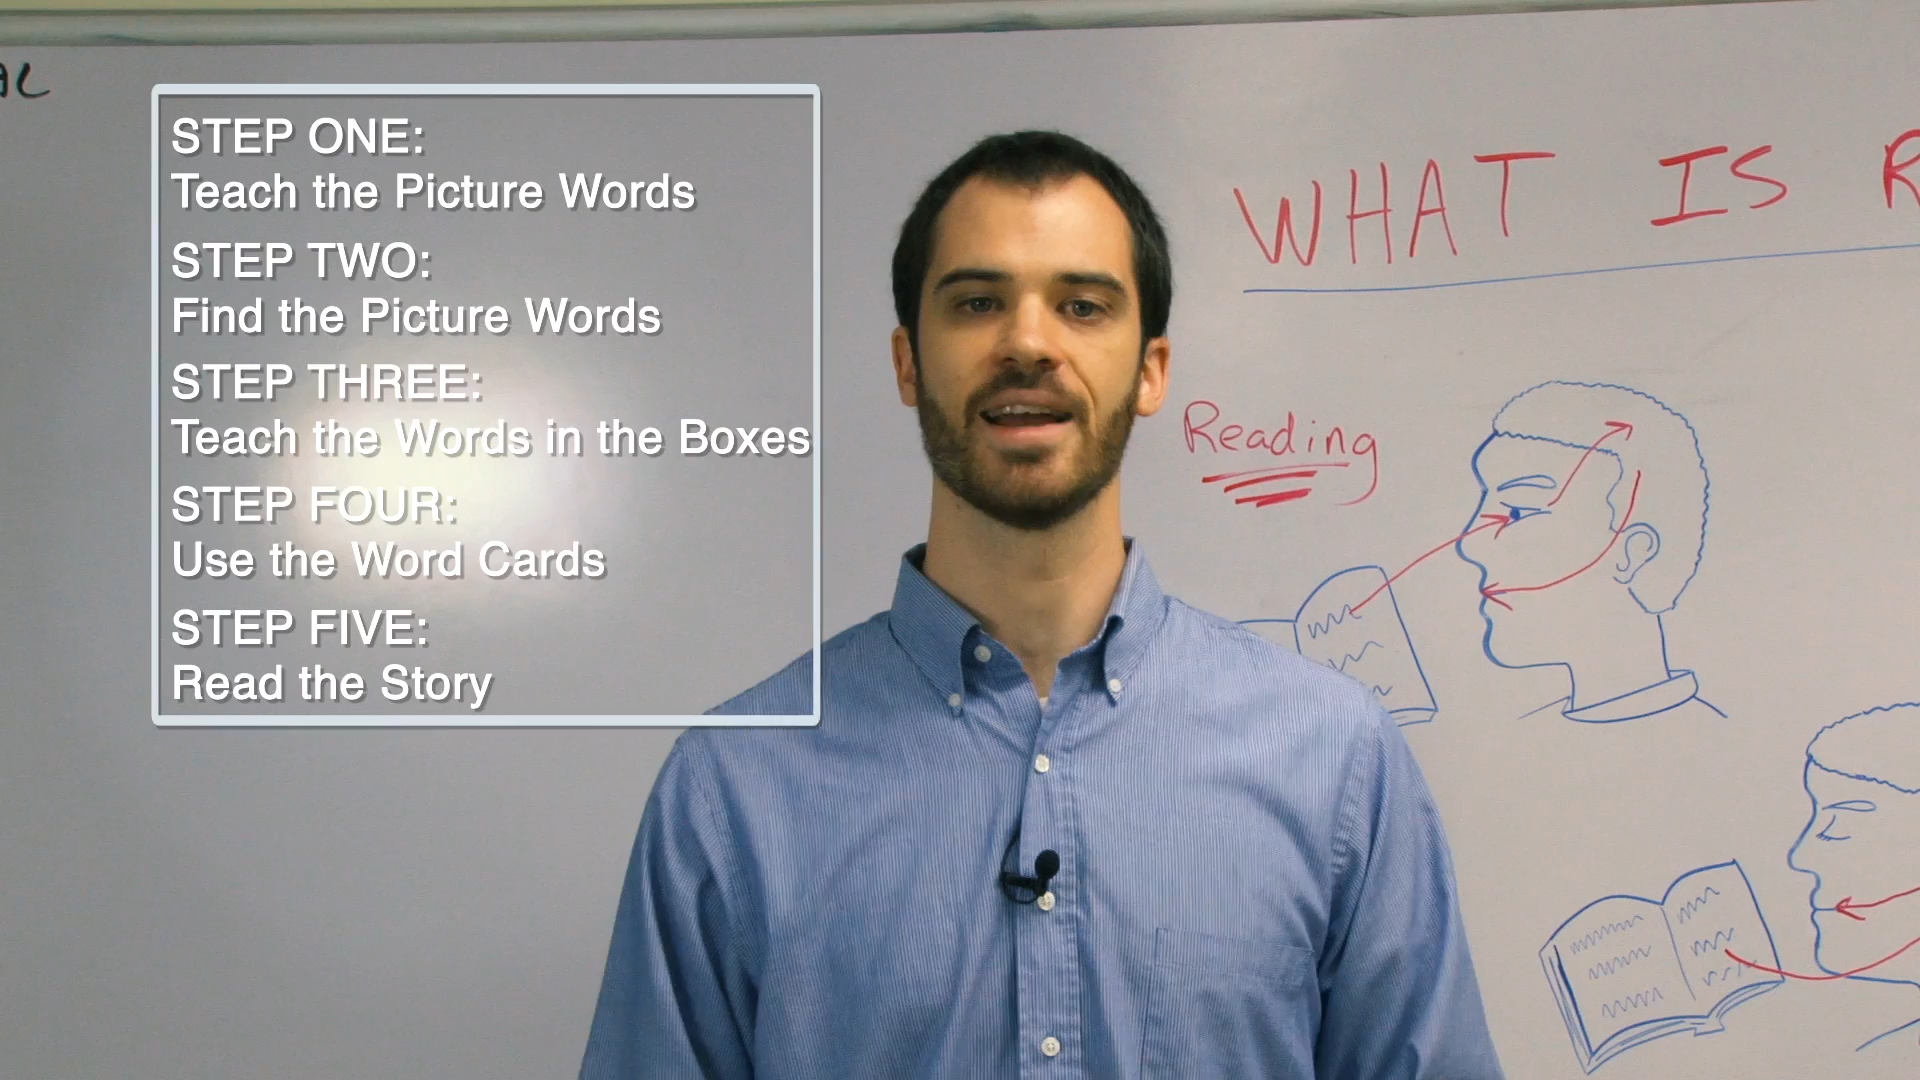 STEP ONE:
Teach the Picture Words
STEP TWO:
Find the Picture Words
STEP THREE:
Teach the Words in the Boxes
STEP FOUR:
Use the Word Cards
STEP FIVE:
Read the Story
WHAT IS
Reading